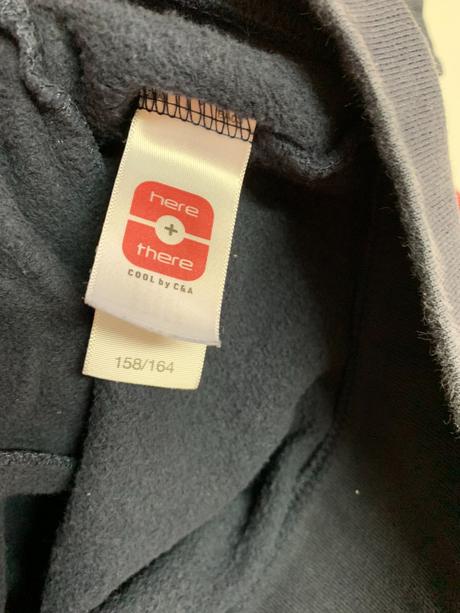 here
+
there
COOL by C&A
158/164